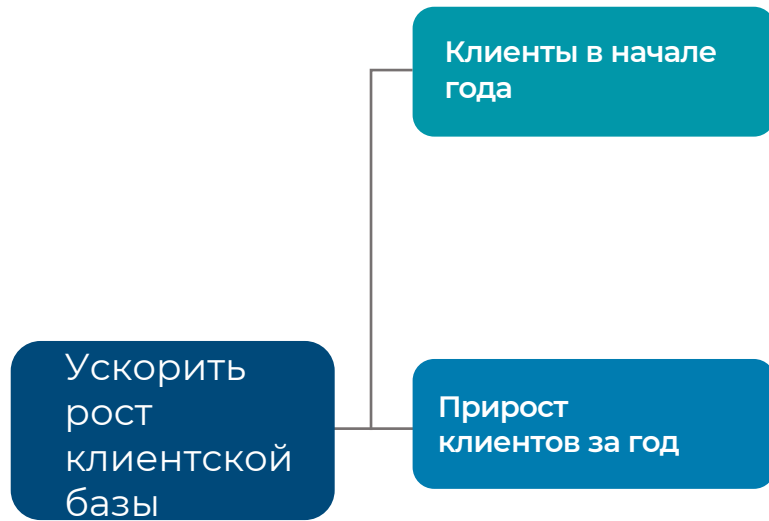 Клиенты в начале
года
Ускорить
рост
клиентской
базы
Прирост
клиентов за год